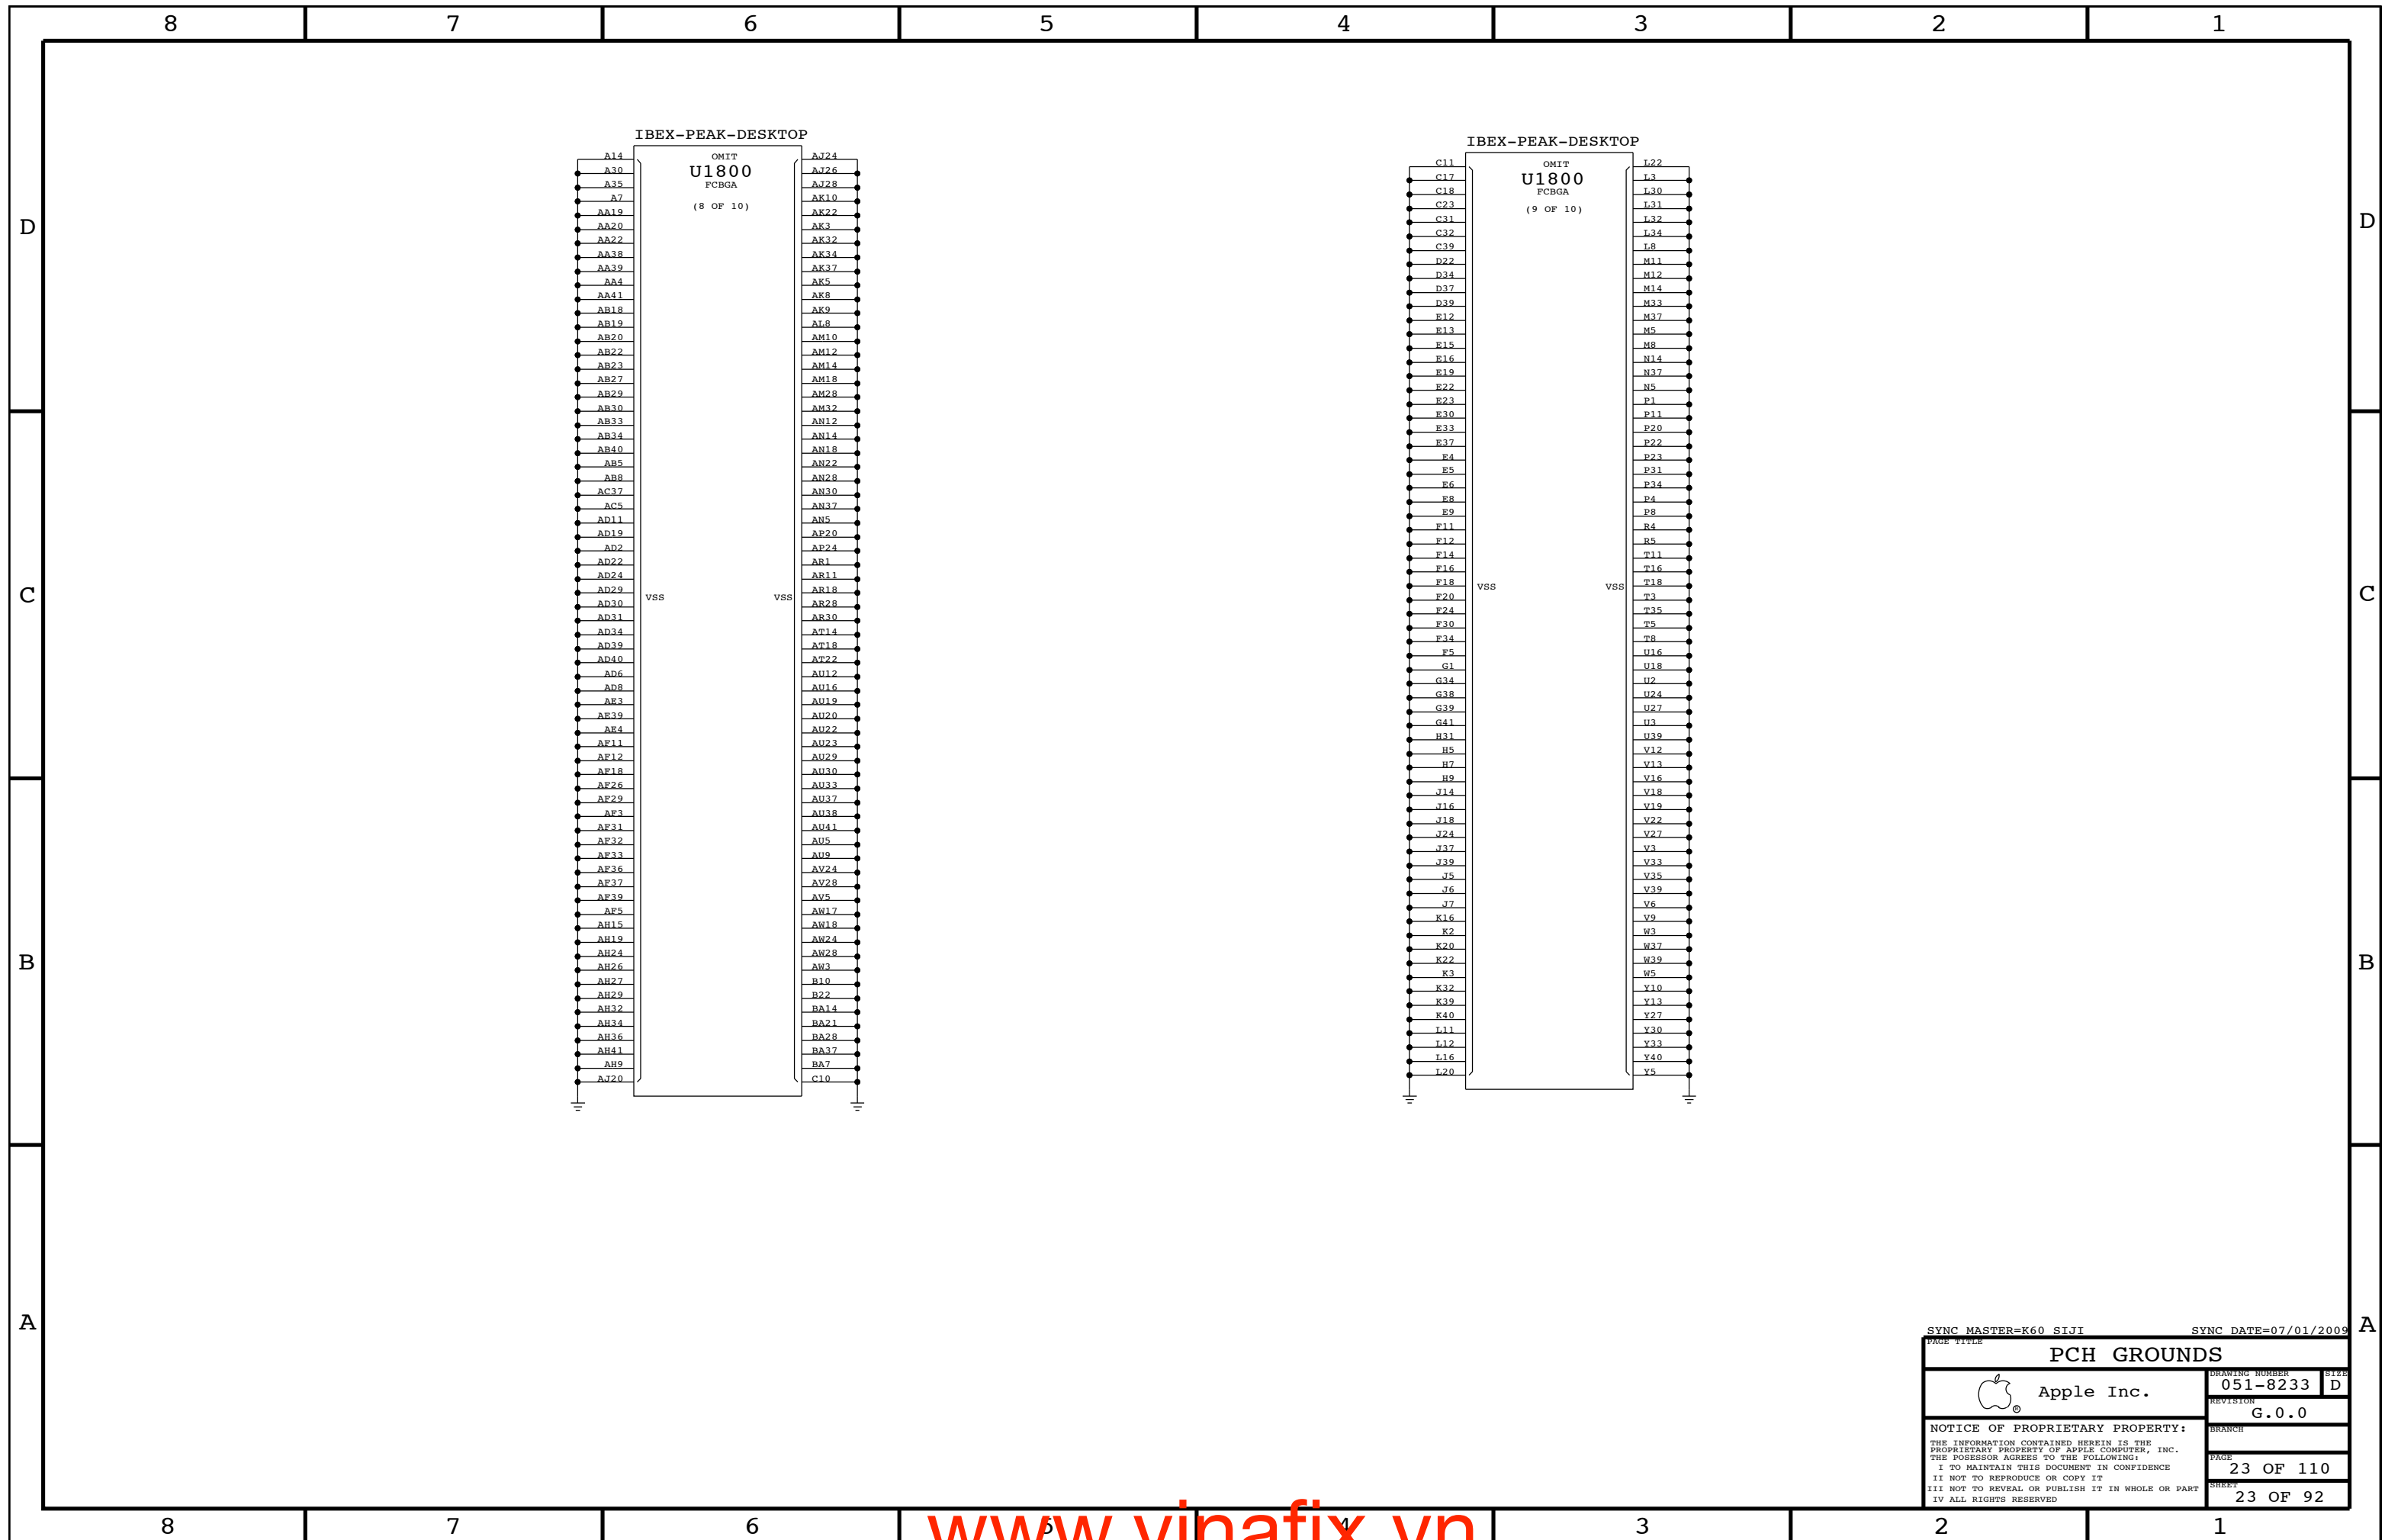 8 7 6 5 4 3 2 1
D
C
B
A
IBEX-PEAK-DESKTOP
OMIT
U1800
FCBGA
(8 OF 10)
VSS VSS
A14 AJ24
A30 AJ26
A35 AJ28
A7 AK10
AA19 AK22
AA20 AK3
AA22 AK32
AA38 AK34
AA39 AK37
AA4 AK5
AA41 AK8
AB18 AK9
AB19 AL8
AB20 AM10
AB22 AM12
AB23 AM14
AB27 AM18
AB29 AM28
AB30 AM32
AB33 AN12
AB34 AN14
AB40 AN18
AB5 AN22
AB8 AN28
AC37 AN30
AC5 AN37
AD11 AN5
AD19 AP20
AD2 AP24
AD22 AR1
AD24 AR11
AD29 AR18
AD30 AR28
AD31 AR30
AD34 AT14
AD39 AT18
AD40 AT22
AD6 AU12
AD8 AU16
AE3 AU19
AE39 AU20
AE4 AU22
AF11 AU23
AF12 AU29
AF18 AU30
AF26 AU33
AF29 AU37
AF3 AU38
AF31 AU41
AF32 AU5
AF33 AU9
AF36 AV24
AF37 AV28
AF39 AV5
AF5 AW17
AH15 AW18
AH19 AW24
AH24 AW28
AH26 AW3
AH27 B10
AH29 B22
AH32 BA14
AH34 BA21
AH36 BA28
AH41 BA37
AH9 BA7
AJ20 C10
IBEX-PEAK-DESKTOP
OMIT
U1800
FCBGA
(9 OF 10)
VSS VSS
C11 L22
C17 L3
C18 L30
C23 L31
C31 L32
C32 L34
C39 L8
D22 M11
D34 M12
D37 M14
D39 M33
E12 M37
E13 M5
E15 M8
E16 N14
E19 N37
E22 N5
E23 P1
E30 P11
E33 P20
E37 P22
E4 P23
E5 P31
E6 P34
E8 P4
E9 P8
F11 R4
F12 R5
F14 T11
F16 T16
F18 T18
F20 T3
F24 T35
F30 T5
F34 T8
F5 U16
G1 U18
G34 U2
G38 U24
G39 U27
G41 U3
H31 U39
H5 V12
H7 V13
H9 V16
J14 V18
J16 V19
J18 V22
J24 V27
J37 V3
J39 V33
J5 V35
J6 V39
J7 V6
K16 V9
K2 W3
K20 W37
K22 W39
K3 W5
K32 Y10
K39 Y13
K40 Y27
L11 Y30
L12 Y33
L16 Y40
L20 Y5
D
C
B
A
SYNC MASTER=K60 SIJI SYNC DATE=07/01/2009
PAGE TITLE
PCH GROUNDS
Apple Inc.
®
DRAWING NUMBER
051-8233
SIZE
D
REVISION
G.0.0
BRANCH
PAGE
23 OF 110
SHEET
23 OF 92
NOTICE OF PROPRIETARY PROPERTY:
THE INFORMATION CONTAINED HEREIN IS THE
PROPRIETARY PROPERTY OF APPLE COMPUTER, INC.
THE POSESSOR AGREES TO THE FOLLOWING:
I TO MAINTAIN THIS DOCUMENT IN CONFIDENCE
II NOT TO REPRODUCE OR COPY IT
III NOT TO REVEAL OR PUBLISH IT IN WHOLE OR PART
IV ALL RIGHTS RESERVED
8 7 6 5 4 3 2 1
www.vinafix.vn